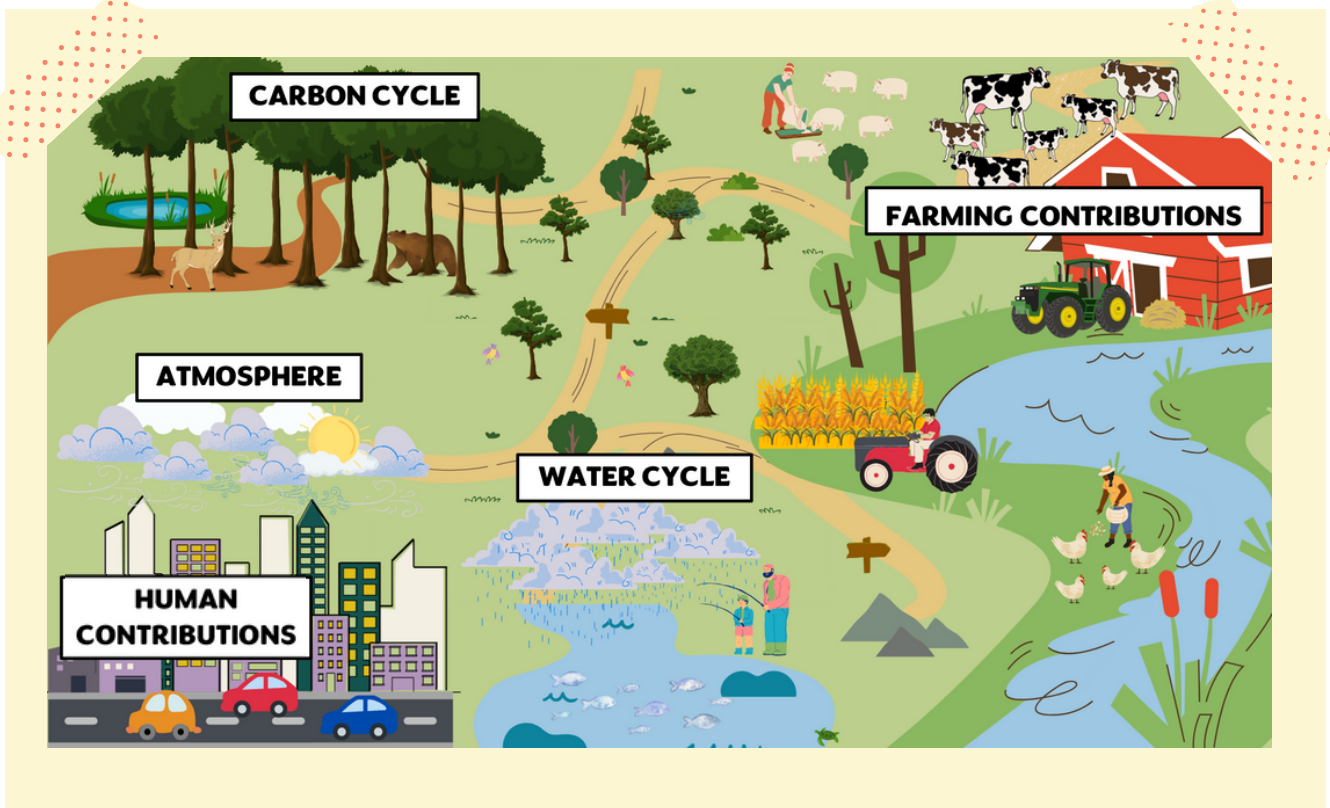 CARBON CYCLE
FARMING CONTRIBUTIONS
ATMOSPHERE
WATER CYCLE
HUMAN
CONTRIBUTIONS